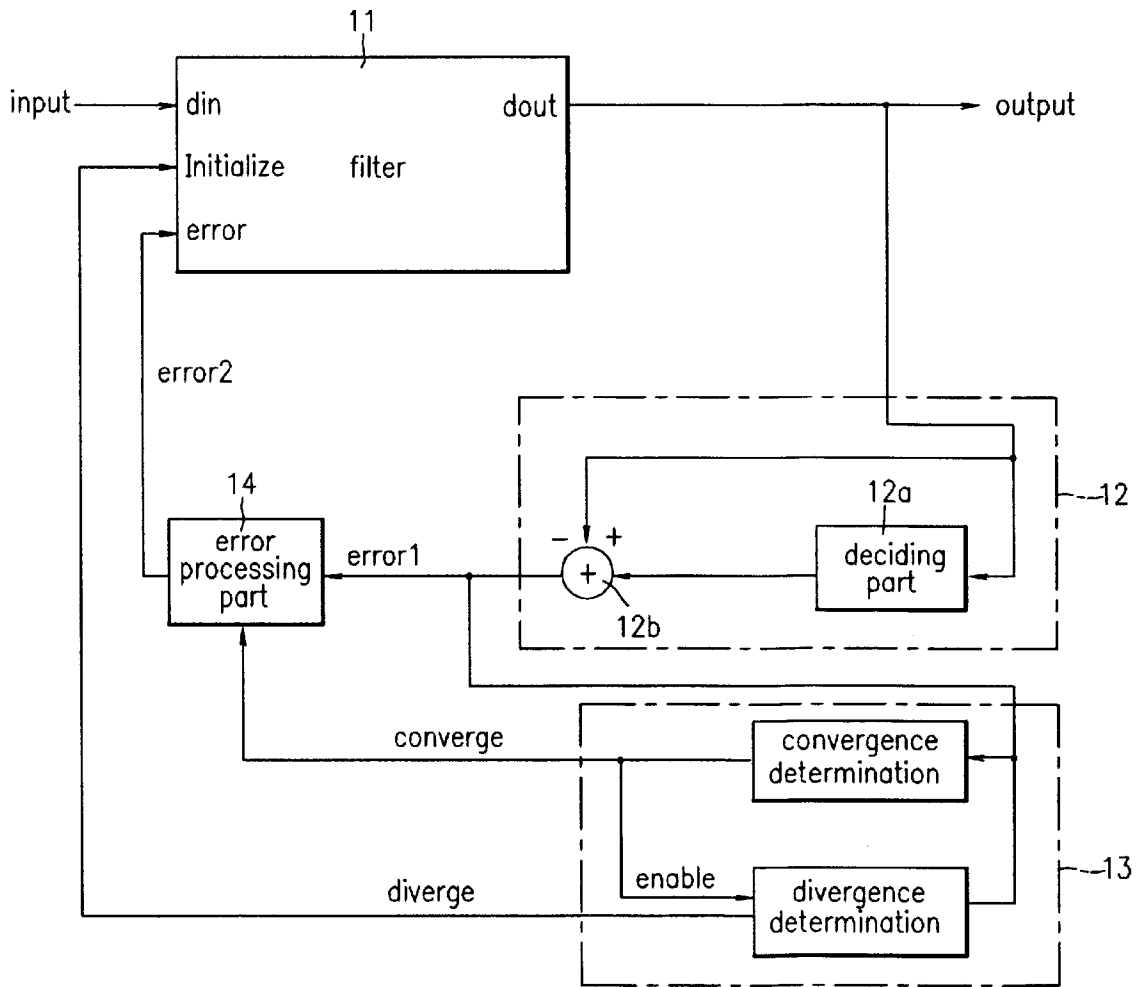 11
input
din
dout
output
Initialize
filter
error
error2
12
14
12a
error
processing
part
error1
−
+
+
deciding
part
12b
converge
convergence
determination
13
enable
diverge
divergence
determination